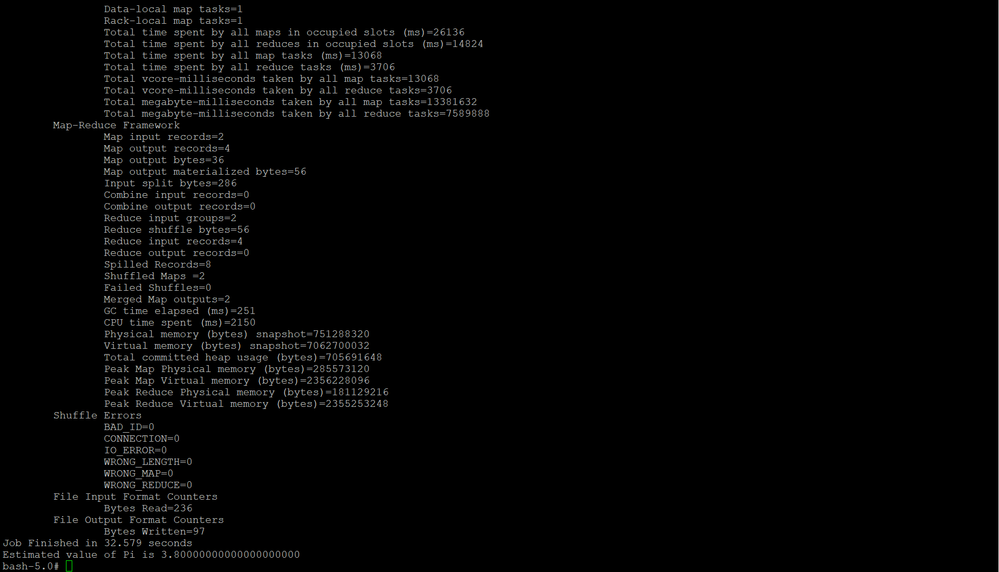 Data-local map tasks=1
Rack-local map tasks=1
Total time spent by all maps in occupied slots (ms)=26136
Total time spent by all reduces in occupied slots (ms)=14824
Total time spent by all map tasks (ms)=13068
Total time spent by all reduce tasks (ms)=3706
Total vcore-milliseconds taken by all map tasks=13068
Total vcore-milliseconds taken by all reduce tasks=3706
Total megabyte-milliseconds taken by all map tasks=13381632
Total megabyte-milliseconds taken by all reduce tasks=7589888
Map-Reduce Framework
Map input records=2
Map output records=4
Map output bytes=36
Map output materialized bytes=56
Input split bytes=286
Combine input records=0
Combine output records=0
Reduce input groups=2
Reduce shuffle bytes=56
Reduce input records=4
Reduce output records=0
Spilled Records=8
Shuffled Maps =2
Failed Shuffles=0
Merged Map outputs=2
GC time elapsed (ms)=251
CPU time spent (ms)=2150
Physical memory (bytes) snapshot=751288320
Virtual memory (bytes) snapshot=7062700032
Total committed heap usage (bytes)=705691648
Peak Map Physical memory (bytes)=285573120
Peak Map Virtual memory (bytes)=2356228096
Peak Reduce Physical memory (bytes)=181129216
Peak Reduce Virtual memory (bytes)=2355253248
Shuffle Errors
BAD_ID=0
CONNECTION=0
IO_ERROR=0
WRONG_LENGTH=0
WRONG_MAP=0
WRONG_REDUCE=0
File Input Format Counters
Bytes Read=236
File Output Format Counters
Bytes Written=97
Job Finished in 32.579 seconds
Estimated value of Pi is 3.80000000000000000000
bash-5.0#